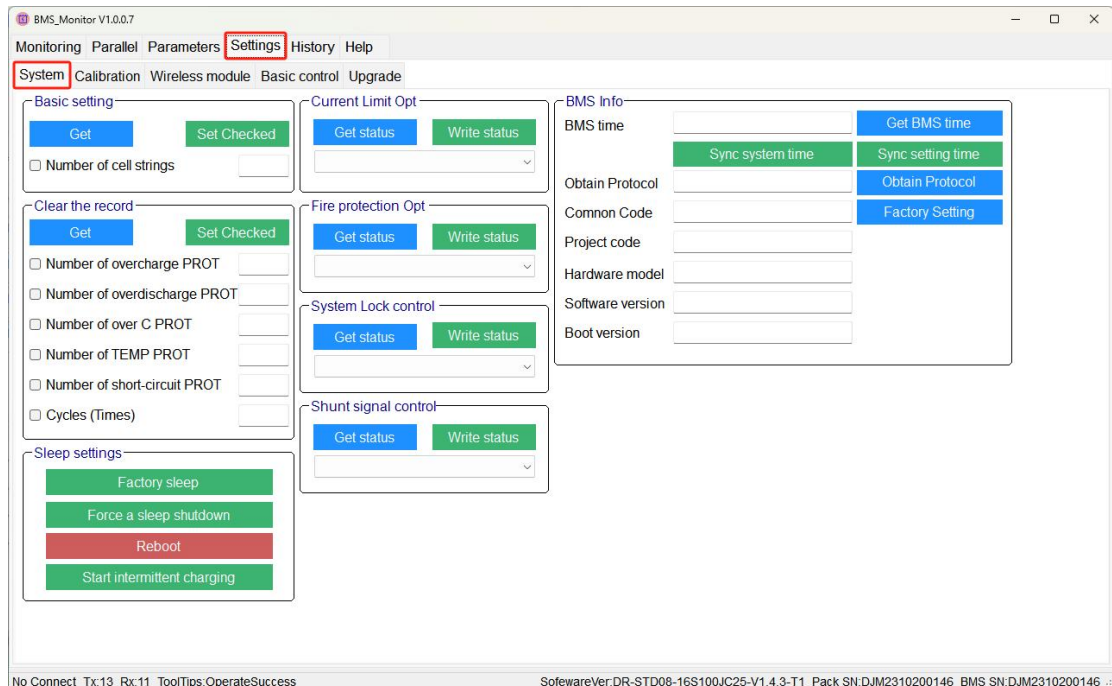 BMS_Monitor V1.0.0.7
Monitoring Parallel Parameters Settings History Help
System Calibration Wireless module Basic control Upgrade
Basic setting
Get Set Checked
Number of cell strings
Clear the record
Get Set Checked
Number of overcharge PROT
Number of overdischarge PROT
Number of over C PROT
Number of TEMP PROT
Number of short-circuit PROT
Cycles (Times)
Sleep settings
Factory sleep
Force a sleep shutdown
Reboot
Start intermittent charging
Current Limit Opt
Get status Write status
Fire protection Opt
Get status Write status
System Lock control
Get status Write status
Shunt signal control
Get status Write status
BMS Info
BMS time Get BMS time
Sync system time Sync setting time
Obtain Protocol Obtain Protocol
Comnon Code Factory Setting
Project code
Hardware model
Software version
Boot version
No Connect Tx:13 Rx:11 ToolTips:OperateSuccess SofewareVer:DR-STD08-16S100JC25-V1.4.3-T1 Pack SN:DJM2310200146 BMS SN:DJM2310200146